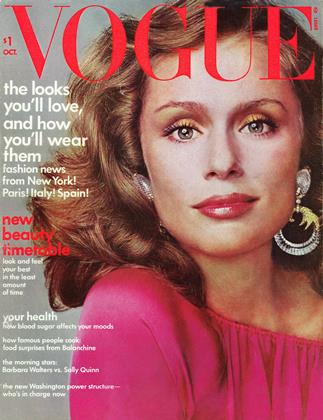 VOGUE
$1
OCT.
the looks
you'll love,
and how
you'll wear
them
fashion news
from New York!
Paris! Italy! Spain!
new
beauty
timetable
look and feel
your best
in the least
amount
of time
your health
how blood sugar affects your moods
how famous people cook:
food surprises from Balanchine
the morning stars:
Barbara Walters vs. Sally Quinn
the new Washington power structure—
who's in charge now